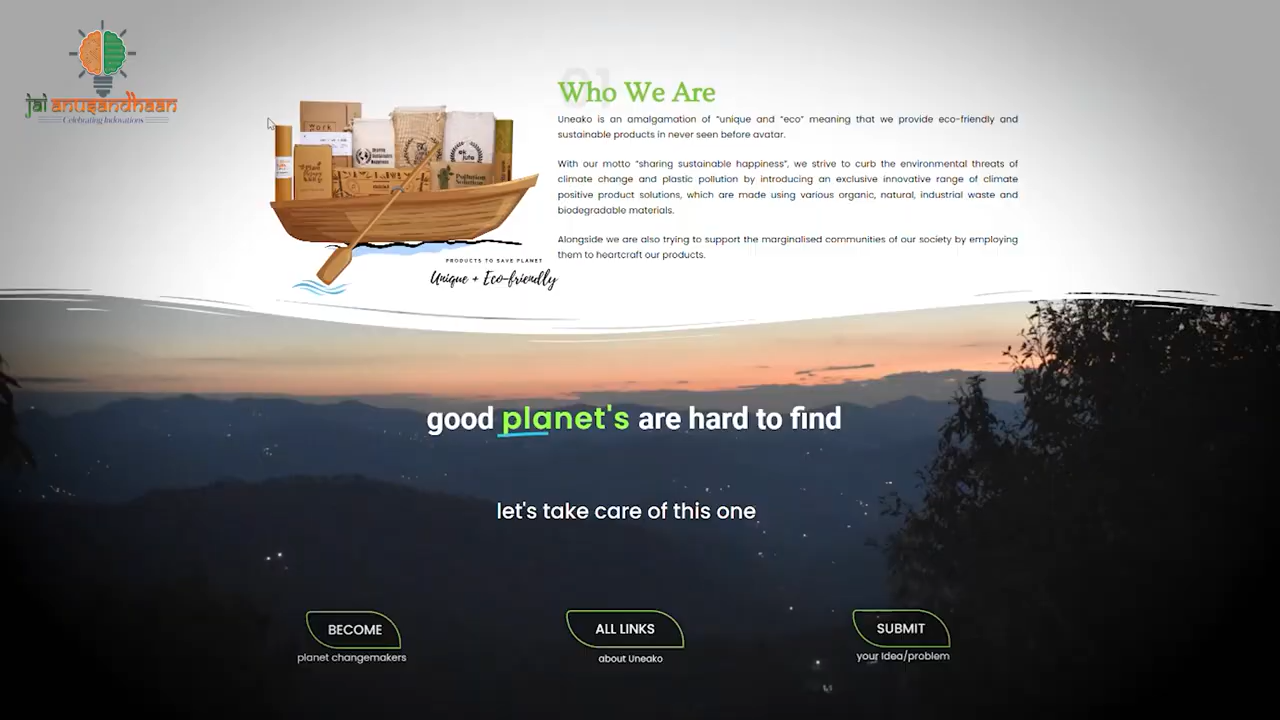 jai anusandhaan
Celebrating Indovations
01
Who We Are
Uneako is an amalgamation of "unique and "eco" meaning that we provide eco-friendly and
sustainable products in never seen before avatar.
With our motto "sharing sustainable happiness", we strive to curb the environmental threats of
climate change and plastic pollution by introducing an exclusive innovative range of climate
positive product solutions, which are made using various organic, natural, industrial waste and
biodegradable materials.
Alongside we are also trying to support the marginalised communities of our society by employing
them to heartcraft our products.
PRODUCTS TO SAVE PLANET
Unique + Eco-friendly
good planet's are hard to find
let's take care of this one
BECOME
planet changemakers
ALL LINKS
about Uneako
SUBMIT
your Idea/problem